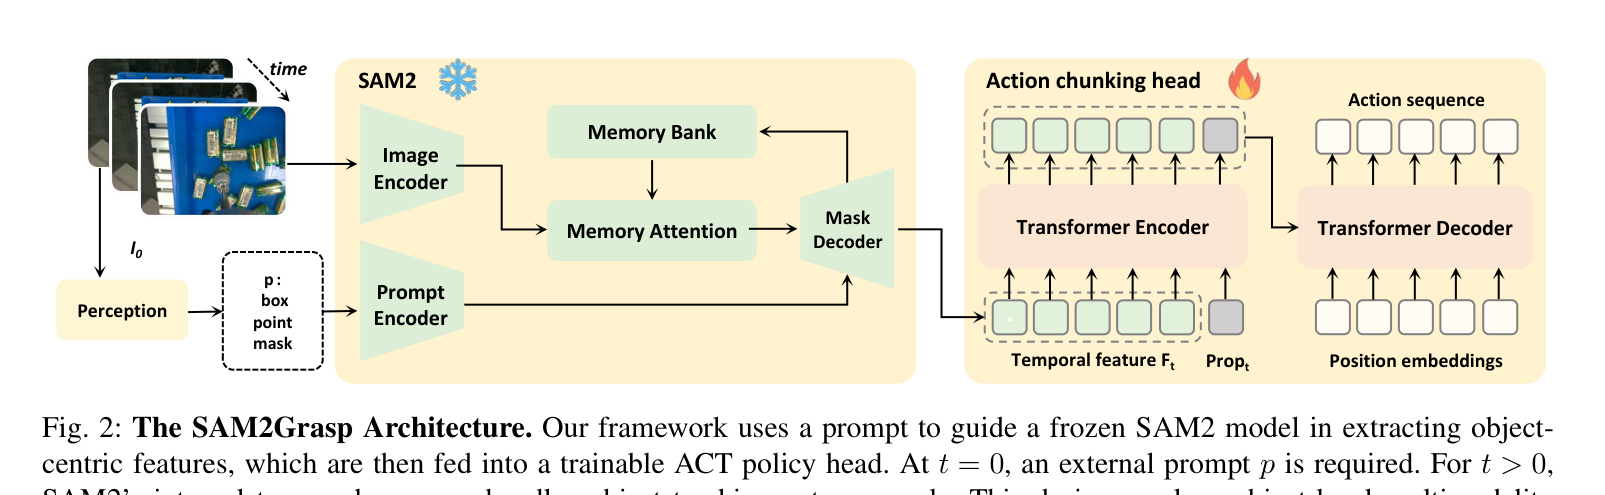 time
I₀
Perception
p :
box
point
mask
SAM2
Image
Encoder
Prompt
Encoder
Memory Bank
Memory Attention
Mask
Decoder
Action chunking head
Transformer Encoder
Temporal feature Fₜ
Propₜ
Action sequence
Transformer Decoder
Position embeddings
Fig. 2: The SAM2Grasp Architecture. Our framework uses a prompt to guide a frozen SAM2 model in extracting object-
centric features, which are then fed into a trainable ACT policy head. At t = 0, an external prompt p is required. For t > 0,